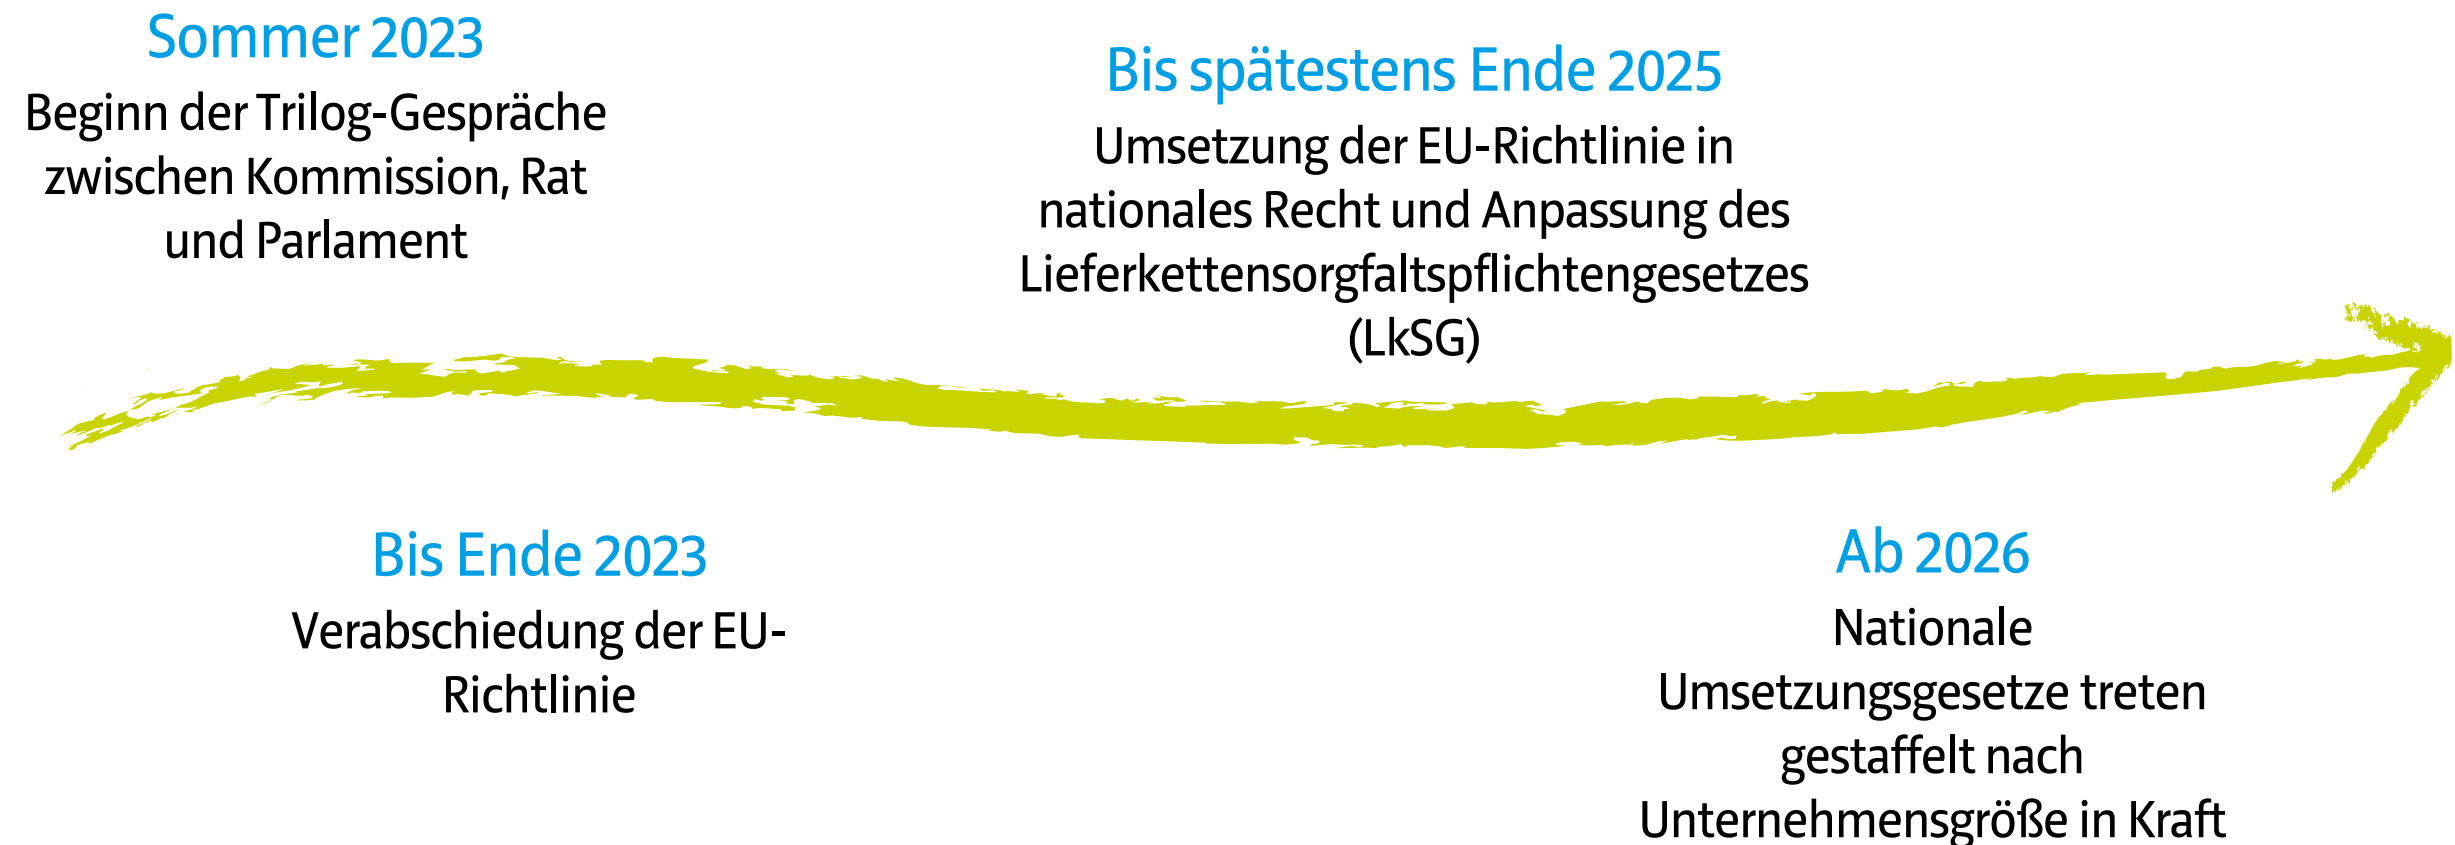 Sommer 2023
Beginn der Trilog-Gespräche
zwischen Kommission, Rat
und Parlament
Bis spätestens Ende 2025
Umsetzung der EU-Richtlinie in
nationales Recht und Anpassung des
Lieferkettensorgfaltspflichtengesetzes
(LkSG)
Bis Ende 2023
Verabschiedung der EU-
Richtlinie
Ab 2026
Nationale
Umsetzungsgesetze treten
gestaffelt nach
Unternehmensgröße in Kraft